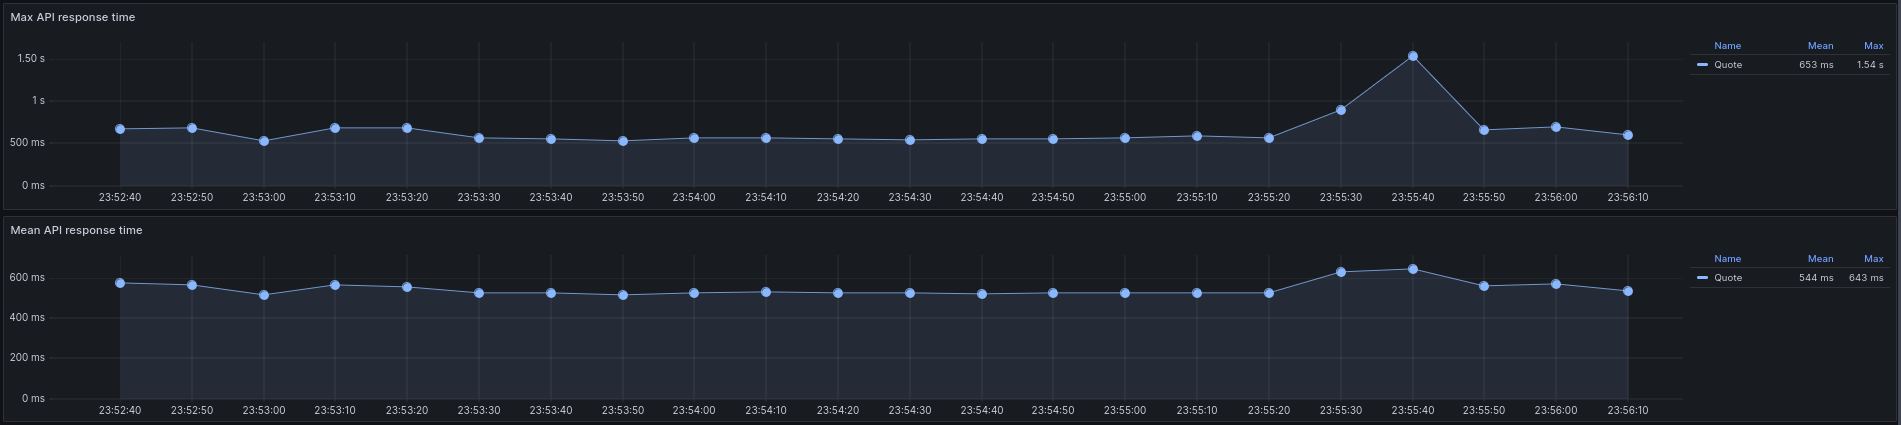 Max API response time
Name Mean Max
1.50 s
Quote 653 ms 1.54 s
1 s
500 ms
0 ms
23:52:40 23:52:50 23:53:00 23:53:10 23:53:20 23:53:30 23:53:40 23:53:50 23:54:00 23:54:10 23:54:20 23:54:30 23:54:40 23:54:50 23:55:00 23:55:10 23:55:20 23:55:30 23:55:40 23:55:50 23:56:00 23:56:10
Mean API response time
Name Mean Max
600 ms
Quote 544 ms 643 ms
400 ms
200 ms
0 ms
23:52:40 23:52:50 23:53:00 23:53:10 23:53:20 23:53:30 23:53:40 23:53:50 23:54:00 23:54:10 23:54:20 23:54:30 23:54:40 23:54:50 23:55:00 23:55:10 23:55:20 23:55:30 23:55:40 23:55:50 23:56:00 23:56:10